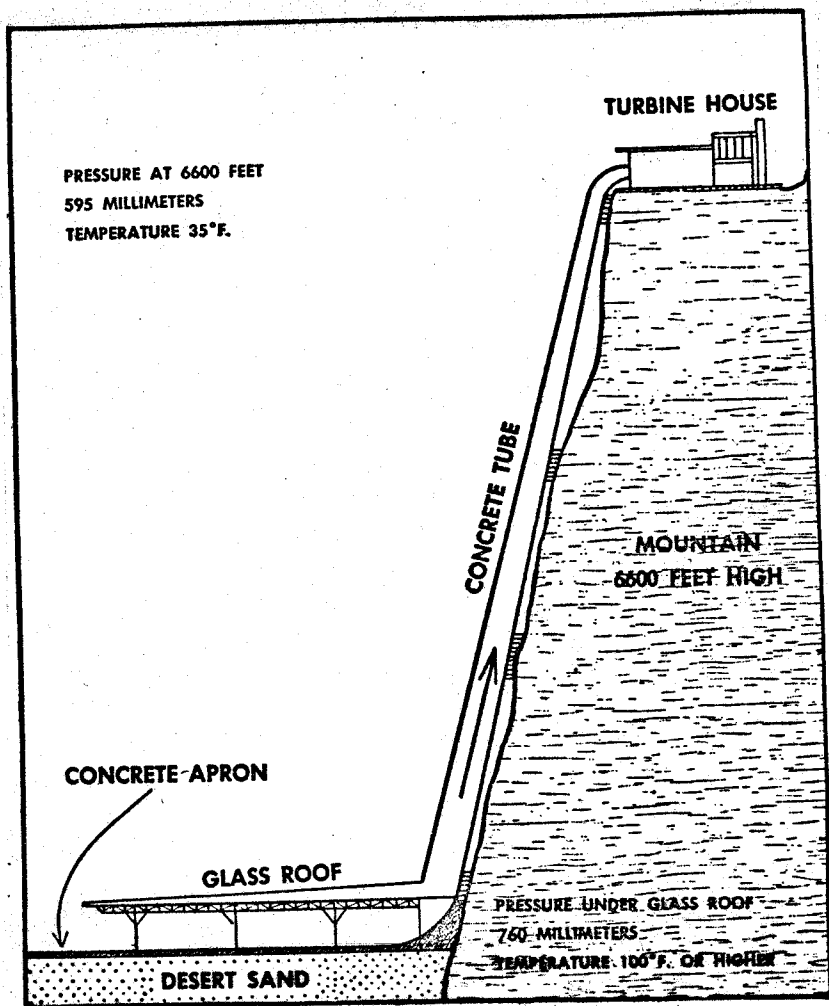 TURBINE HOUSE
PRESSURE AT 6600 FEET
595 MILLIMETERS
TEMPERATURE 35°F.
CONCRETE TUBE
MOUNTAIN
6600 FEET HIGH
CONCRETE APRON
GLASS ROOF
PRESSURE UNDER GLASS ROOF
760 MILLIMETERS
TEMPERATURE 100°F. OR HIGHER
DESERT SAND